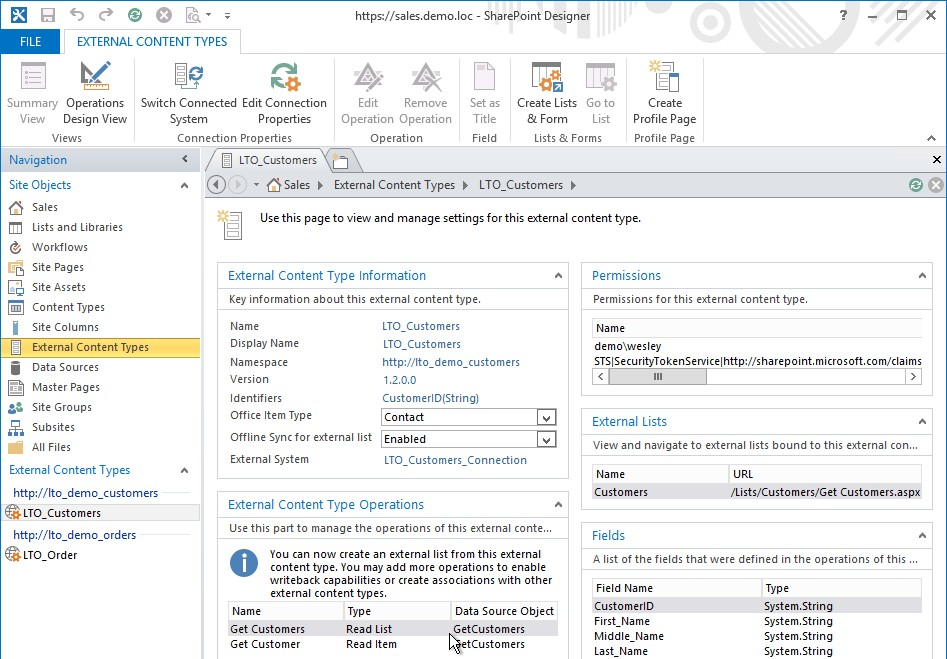 https://sales.demo.loc - SharePoint Designer
?
FILE
EXTERNAL CONTENT TYPES
Summary View
Operations Design View
Views
Switch Connected System
Edit Connection Properties
Connection Properties
Edit Operation
Remove Operation
Operation
Set as Title
Field
Create Lists & Form
Go to List
Lists & Forms
Create Profile Page
Profile Page
Navigation
Site Objects
Sales
Lists and Libraries
Workflows
Site Pages
Site Assets
Content Types
Site Columns
External Content Types
Data Sources
Master Pages
Site Groups
Subsites
All Files
External Content Types
http://lto_demo_customers
LTO_Customers
http://lto_demo_orders
LTO_Order
LTO_Customers
Sales External Content Types LTO_Customers
Use this page to view and manage settings for this external content type.
External Content Type Information
Key information about this external content type.
Name LTO_Customers
Display Name LTO_Customers
Namespace http://lto_demo_customers
Version 1.2.0.0
Identifiers CustomerID(String)
Office Item Type Contact
Offline Sync for external list Enabled
External System LTO_Customers_Connection
External Content Type Operations
Use this part to manage the operations of this external conte...
You can now create an external list from this external
content type. You may add more operations to enable
writeback capabilities or create associations with other
external content types.
Name Type Data Source Object
Get Customers Read List GetCustomers
Get Customer Read Item GetCustomers
Permissions
Permissions for this external content type.
Name
demo\wesley
STS|SecurityTokenService|http://sharepoint.microsoft.com/claims
External Lists
View and navigate to external lists bound to this external con...
Name URL
Customers /Lists/Customers/Get Customers.aspx
Fields
A list of the fields that were defined in the operations of this ...
Field Name Type
CustomerID System.String
First_Name System.String
Middle_Name System.String
Last_Name System.String